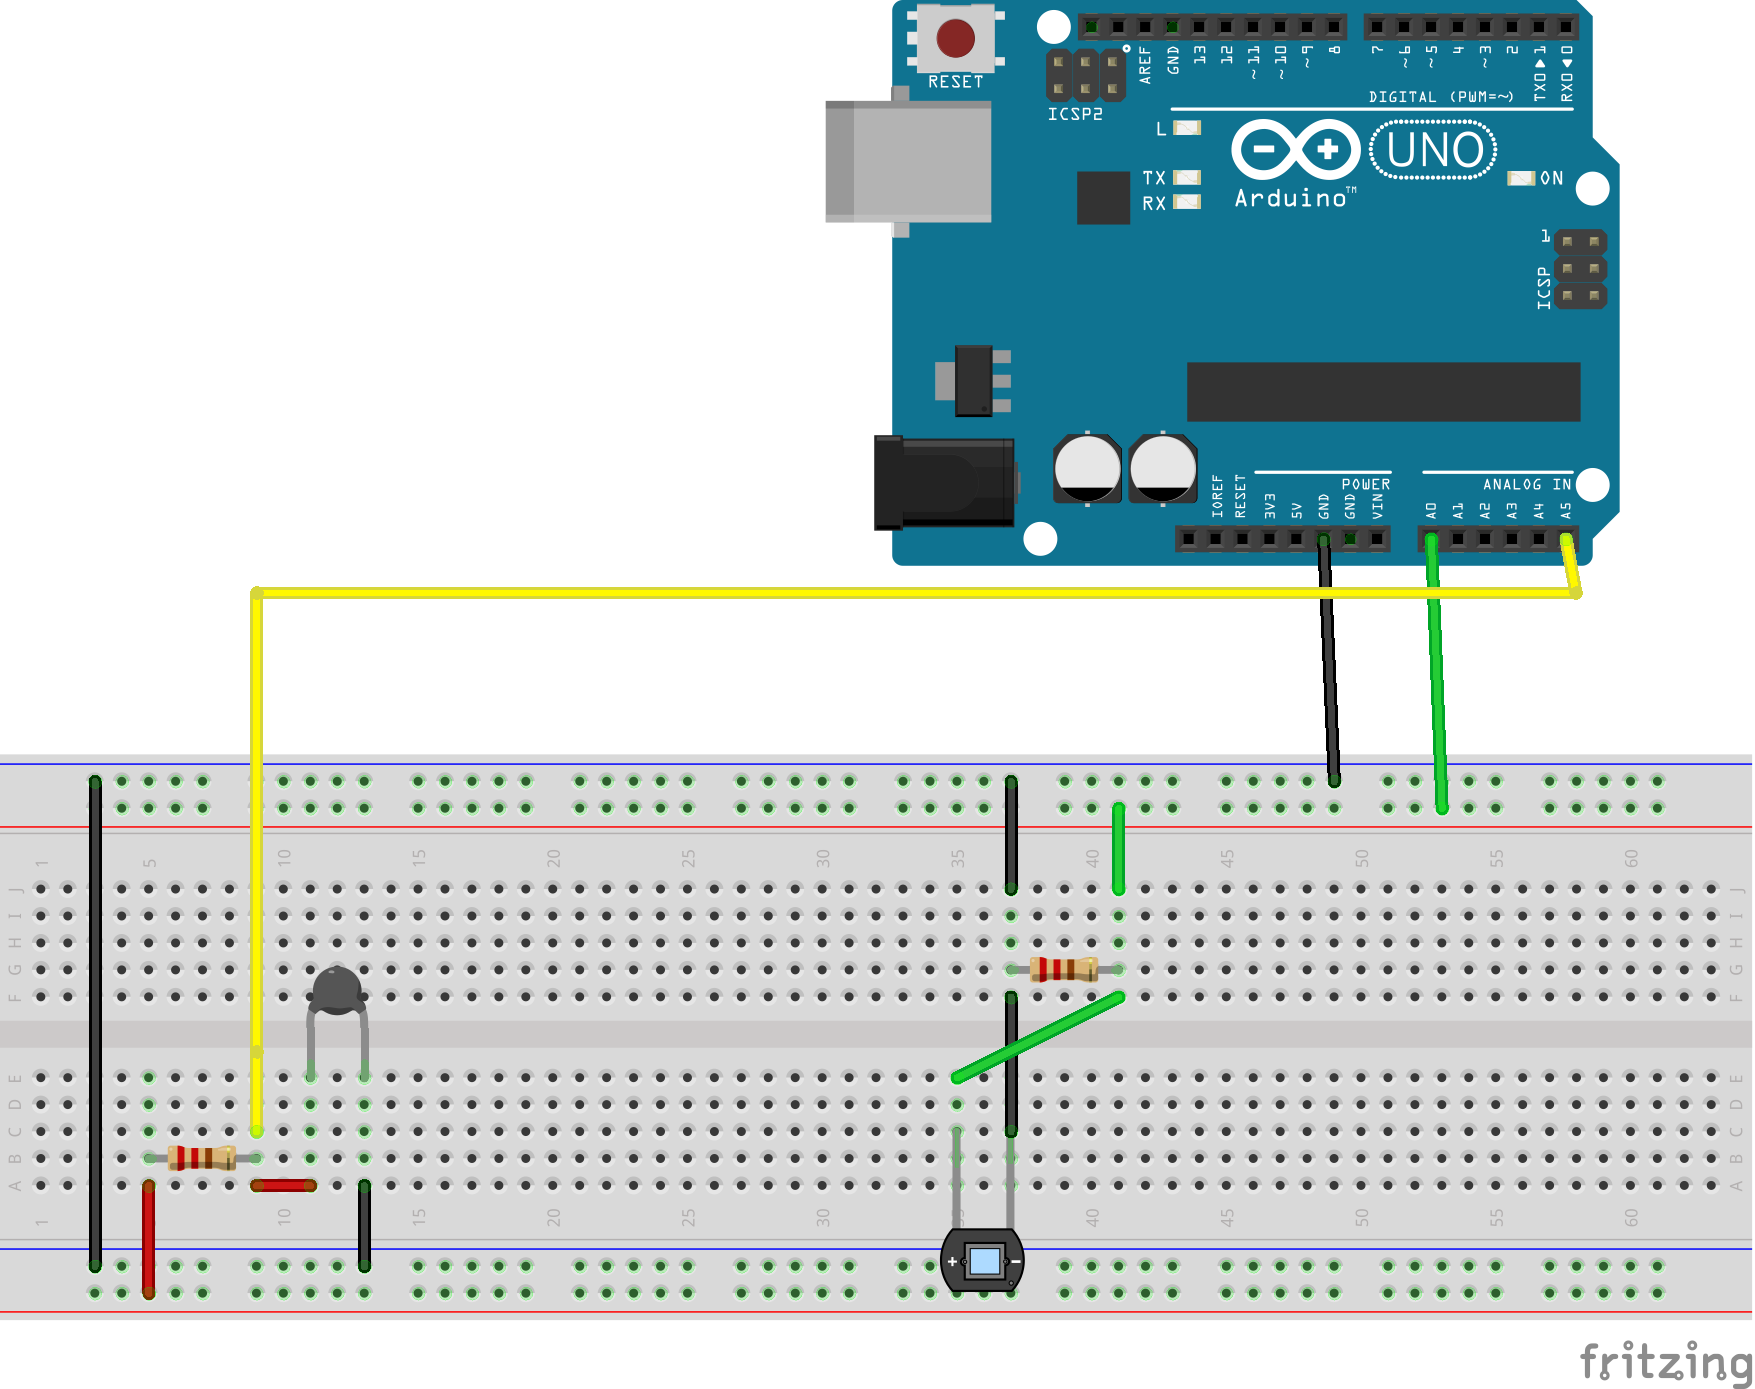 RESET
ICSP2
AREF
GND
13
12
~11
~10
~9
8
7
~6
~5
4
~3
2
TX0▶1
RX0◀0
DIGITAL (PWM=~)
L
TX
RX
UNO
Arduino™
ON
1
ICSP
IOREF
RESET
3V3
5V
GND
GND
VIN
POWER
ANALOG IN
A0
A1
A2
A3
A4
A5
1 5 10 15 20 25 30 35 40 45 50 55 60
J J
I I
H H
G G
F F
E E
D D
C C
B B
A A
1 10 15 20 25 30 35 40 45 50 55 60
+ −
fritzing